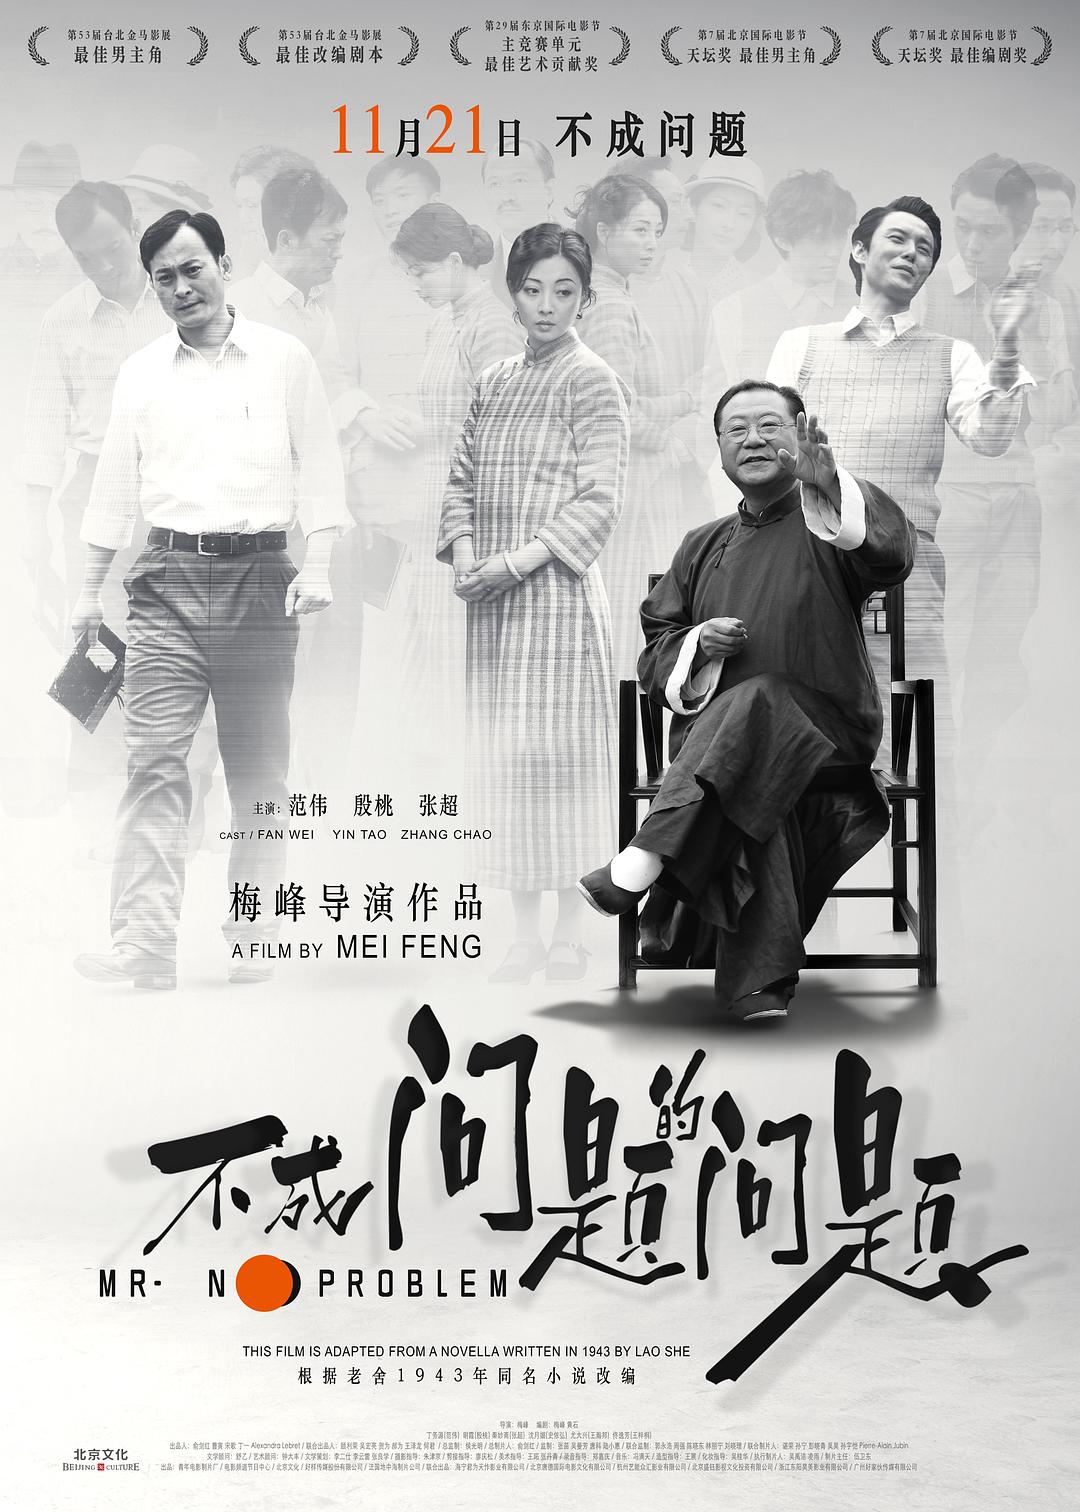 第53届台北金马影展
最佳男主角
第53届台北金马影展
最佳改编剧本
第29届东京国际电影节
主竞赛单元
最佳艺术贡献奖
第7届北京国际电影节
天坛奖 最佳男主角
第7届北京国际电影节
天坛奖 最佳编剧奖
11月21日 不成问题
主演：范伟 殷桃 张超
CAST / FAN WEI YIN TAO ZHANG CHAO
梅峰导演作品
A FILM BY MEI FENG
不成问题的问题
MR. NO PROBLEM
THIS FILM IS ADAPTED FROM A NOVELLA WRITTEN IN 1943 BY LAO SHE
根据老舍1943年同名小说改编
导演：梅峰 编剧：梅峰 黄石
北京文化
BEIJING CULTURE